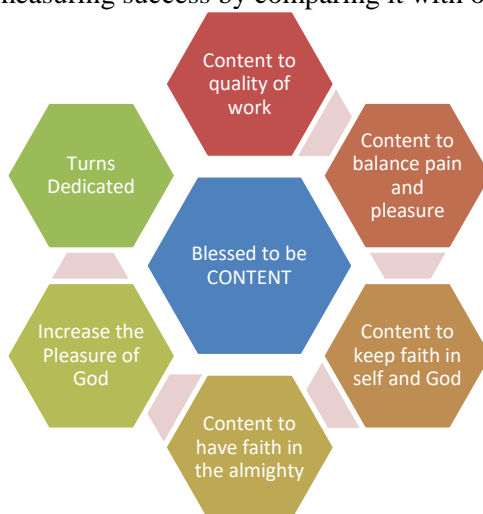 measuring success by comparing it with o
Content to
quality of
work
Content to
balance pain
and
pleasure
Content to
keep faith in
self and God
Content to
have faith in
the almighty
Increase the
Pleasure of
God
Turns
Dedicated
Blessed to be
CONTENT